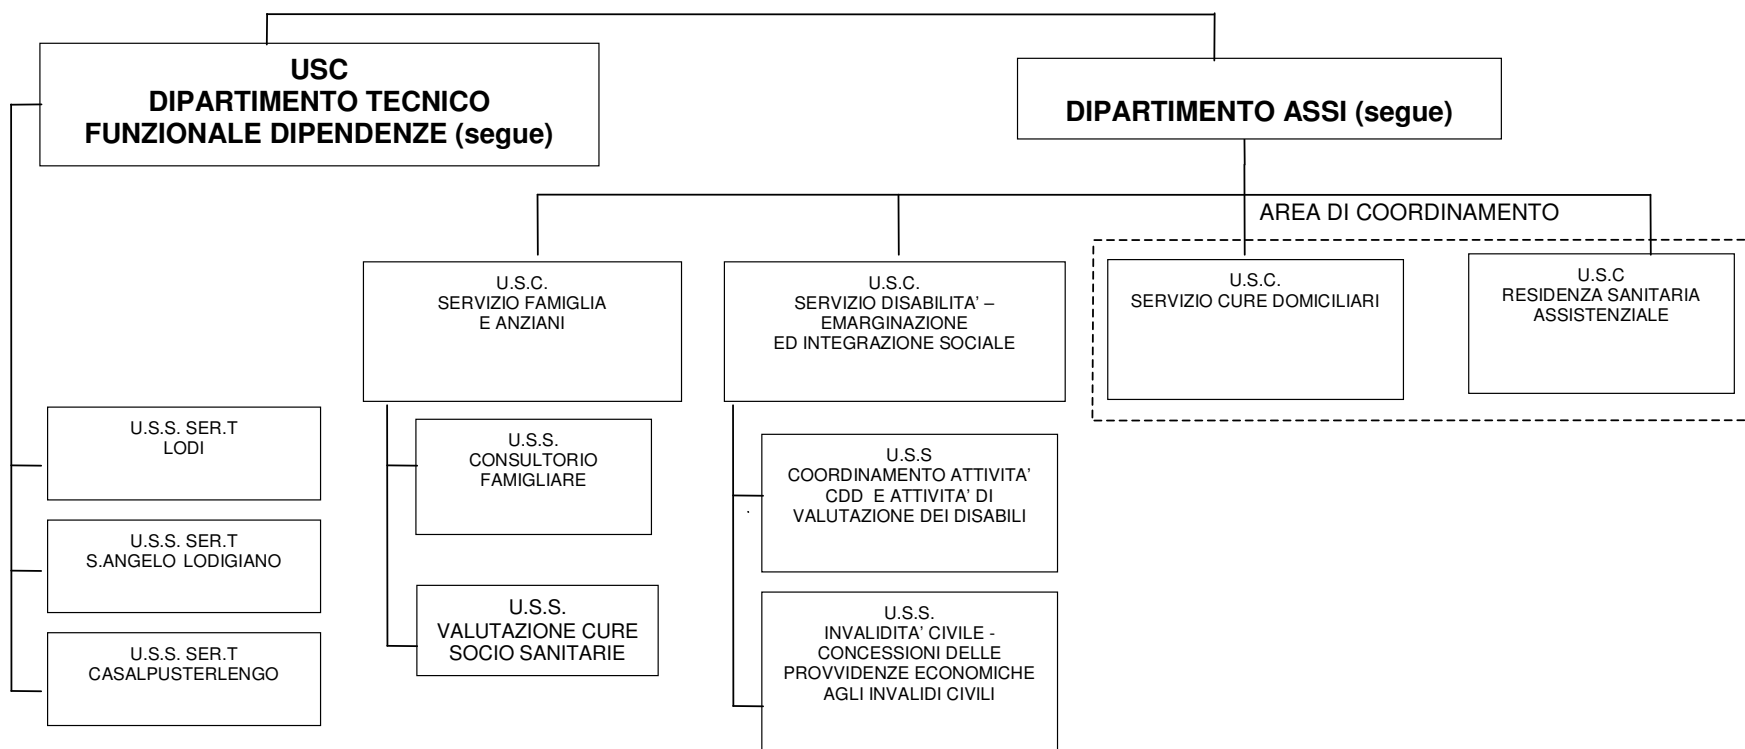 USC
DIPARTIMENTO TECNICO
FUNZIONALE DIPENDENZE (segue)
DIPARTIMENTO ASSI (segue)
AREA DI COORDINAMENTO
U.S.C.
SERVIZIO FAMIGLIA
E ANZIANI
U.S.C.
SERVIZIO DISABILITA’ –
EMARGINAZIONE
ED INTEGRAZIONE SOCIALE
U.S.C.
SERVIZIO CURE DOMICILIARI
U.S.C
RESIDENZA SANITARIA
ASSISTENZIALE
U.S.S. SER.T
LODI
U.S.S. SER.T
S.ANGELO LODIGIANO
U.S.S. SER.T
CASALPUSTERLENGO
U.S.S.
CONSULTORIO
FAMIGLIARE
U.S.S.
VALUTAZIONE CURE
SOCIO SANITARIE
U.S.S
COORDINAMENTO ATTIVITA’
CDD E ATTIVITA’ DI
VALUTAZIONE DEI DISABILI
U.S.S.
INVALIDITA’ CIVILE -
CONCESSIONI DELLE
PROVVIDENZE ECONOMICHE
AGLI INVALIDI CIVILI